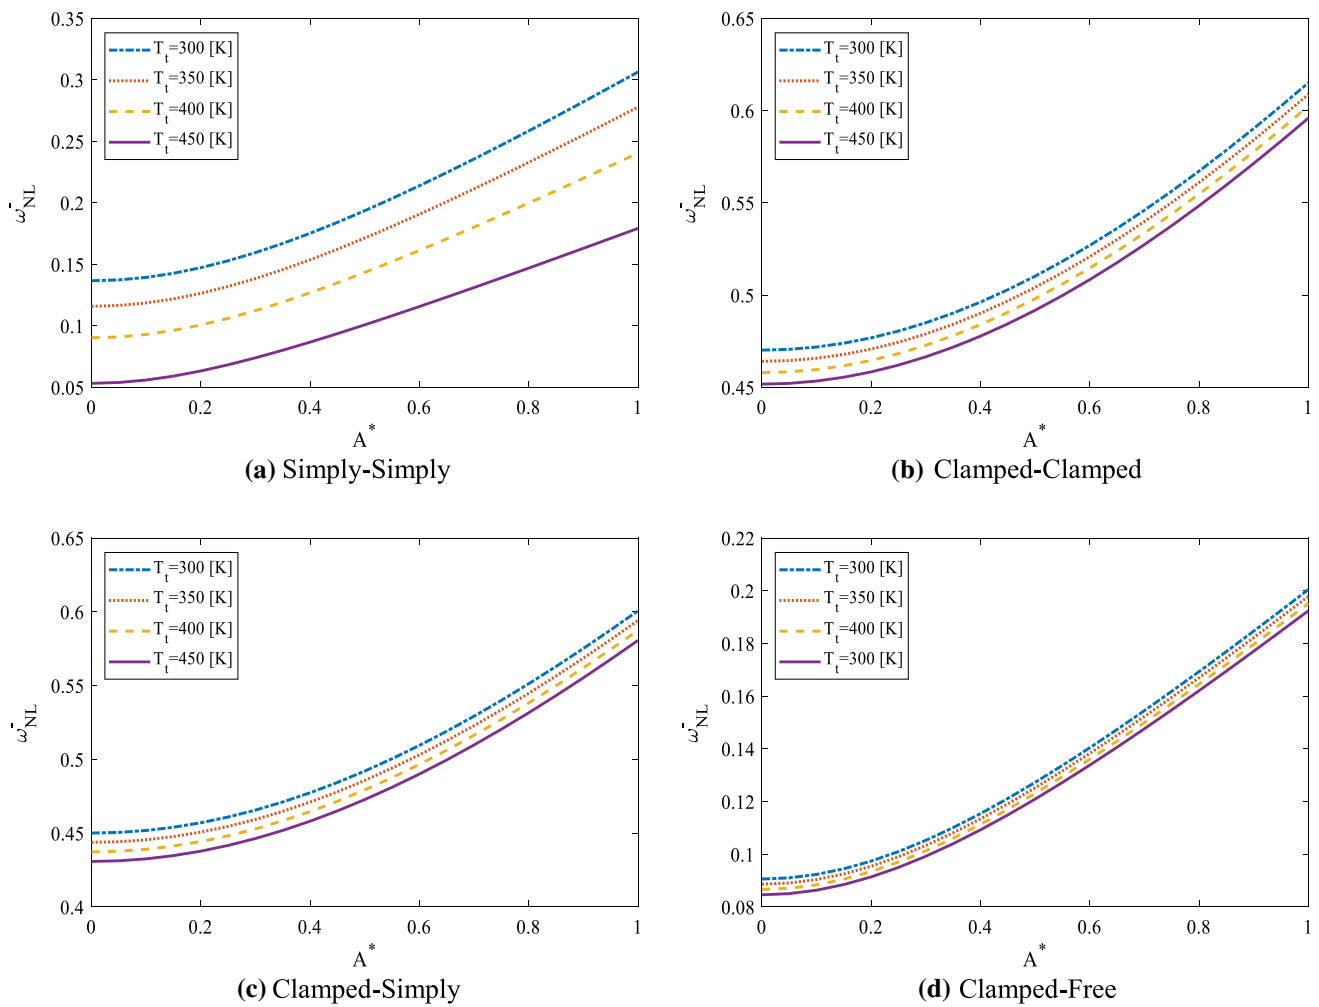 0.35
0.3
0.25
0.2
0.15
0.1
0.05
ω̄_NL
T_t=300 [K]
T_t=350 [K]
T_t=400 [K]
T_t=450 [K]
0 0.2 0.4 0.6 0.8 1
A*
(a) Simply-Simply
0.65
0.6
0.55
0.5
0.45
ω̄_NL
T_t=300 [K]
T_t=350 [K]
T_t=400 [K]
T_t=450 [K]
0 0.2 0.4 0.6 0.8 1
A*
(b) Clamped-Clamped
0.65
0.6
0.55
0.5
0.45
0.4
ω̄_NL
T_t=300 [K]
T_t=350 [K]
T_t=400 [K]
T_t=450 [K]
0 0.2 0.4 0.6 0.8 1
A*
(c) Clamped-Simply
0.22
0.2
0.18
0.16
0.14
0.12
0.1
0.08
ω̄_NL
T_t=300 [K]
T_t=350 [K]
T_t=400 [K]
T_t=300 [K]
0 0.2 0.4 0.6 0.8 1
A*
(d) Clamped-Free